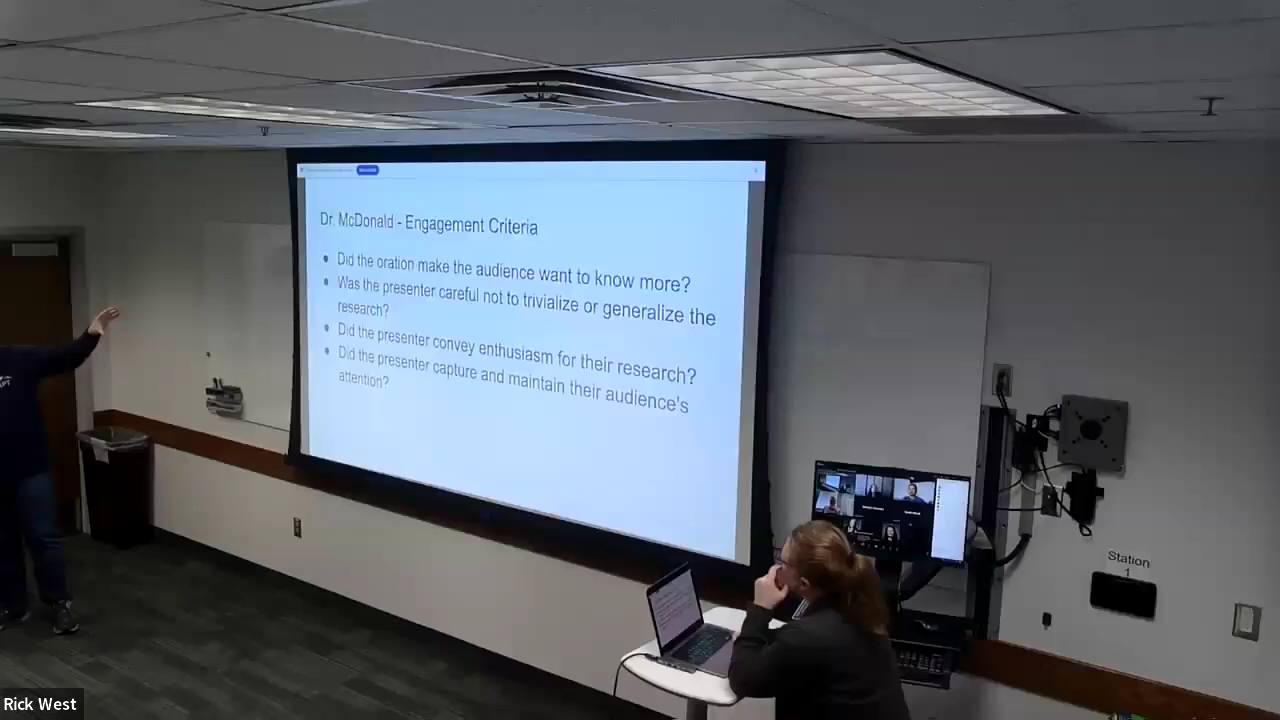 Dr. McDonald - Engagement Criteria
● Did the oration make the audience want to know more?
● Was the presenter careful not to trivialize or generalize the
research?
● Did the presenter convey enthusiasm for their research?
● Did the presenter capture and maintain their audience's
attention?
Station
1
Rick West